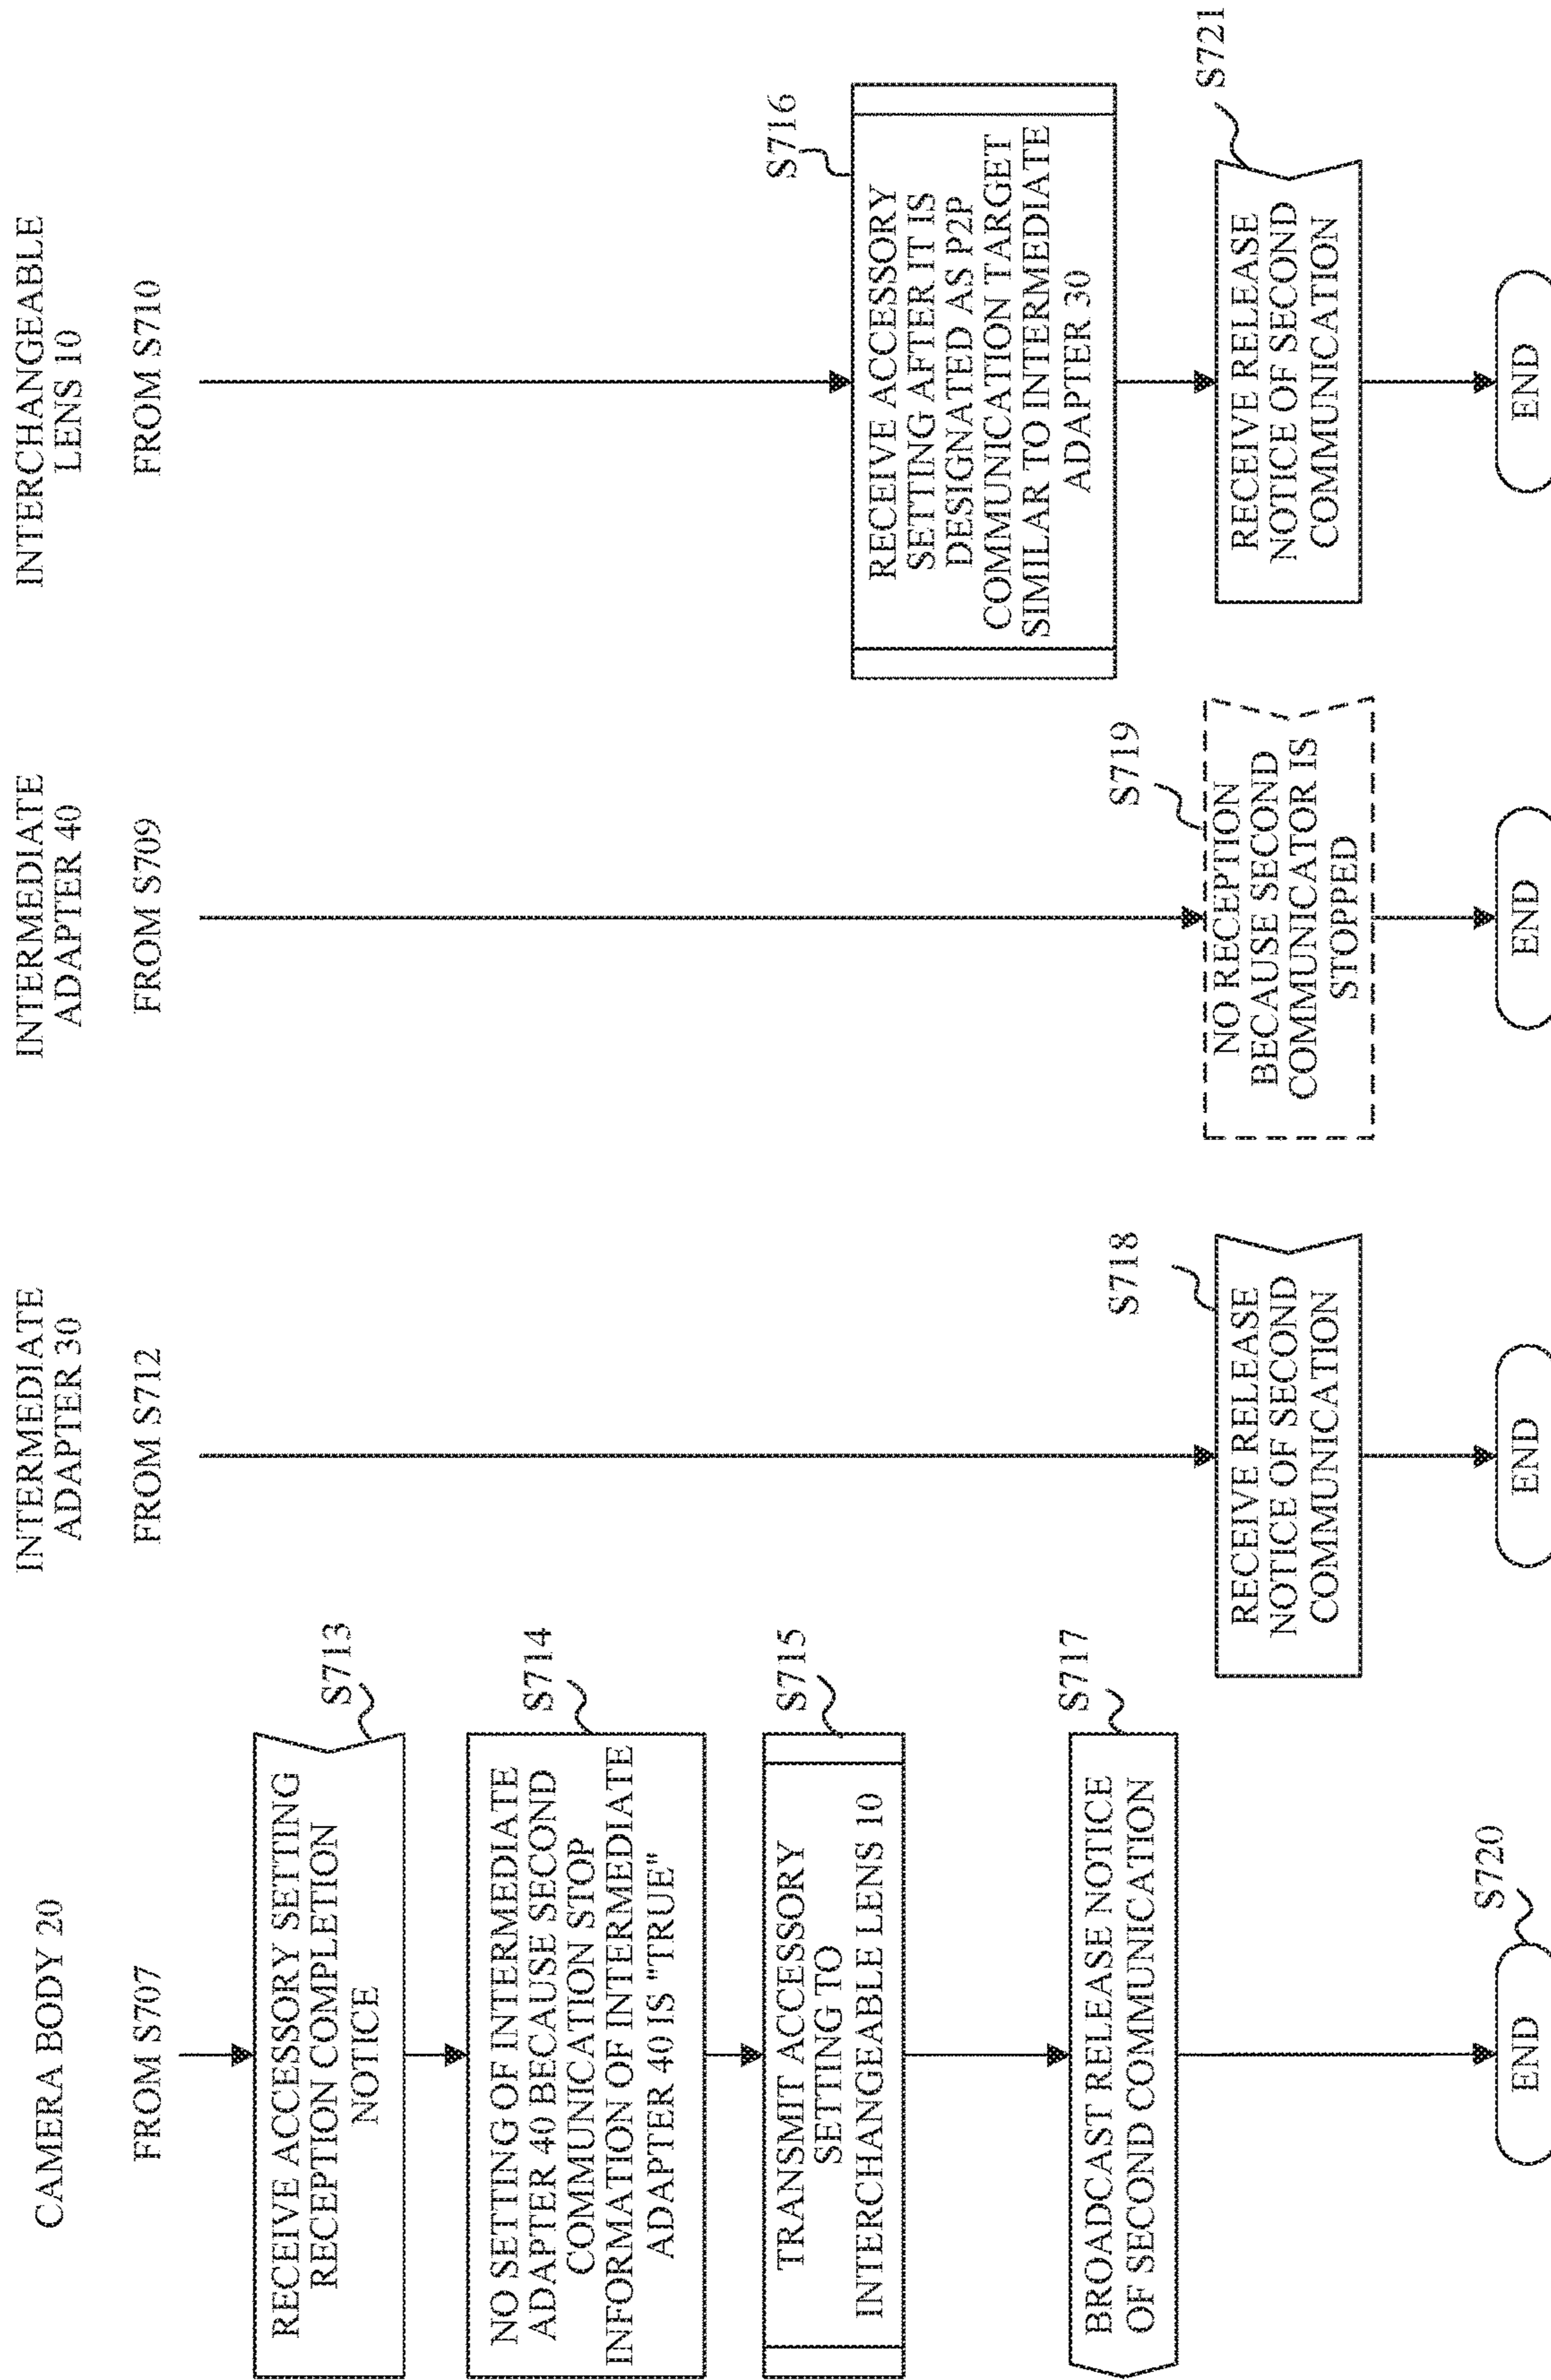 CAMERA BODY 20
FROM S707
RECEIVE ACCESSORY SETTING
RECEPTION COMPLETION
NOTICE
S713
NO SETTING OF INTERMEDIATE
ADAPTER 40 BECAUSE SECOND
COMMUNICATION STOP
INFORMATION OF INTERMEDIATE
ADAPTER 40 IS "TRUE"
S714
TRANSMIT ACCESSORY
SETTING TO
INTERCHANGEABLE LENS 10
S715
BROADCAST RELEASE NOTICE
OF SECOND COMMUNICATION
S717
END
S720
INTERMEDIATE
ADAPTER 30
FROM S712
RECEIVE RELEASE
NOTICE OF SECOND
COMMUNICATION
S718
END
INTERMEDIATE
ADAPTER 40
FROM S709
NO RECEPTION
BECAUSE SECOND
COMMUNICATOR IS
STOPPED
S719
END
INTERCHANGEABLE
LENS 10
FROM S710
RECEIVE ACCESSORY
SETTING AFTER IT IS
DESIGNATED AS P2P
COMMUNICATION TARGET
SIMILAR TO INTERMEDIATE
ADAPTER 30
S716
RECEIVE RELEASE
NOTICE OF SECOND
COMMUNICATION
S721
END